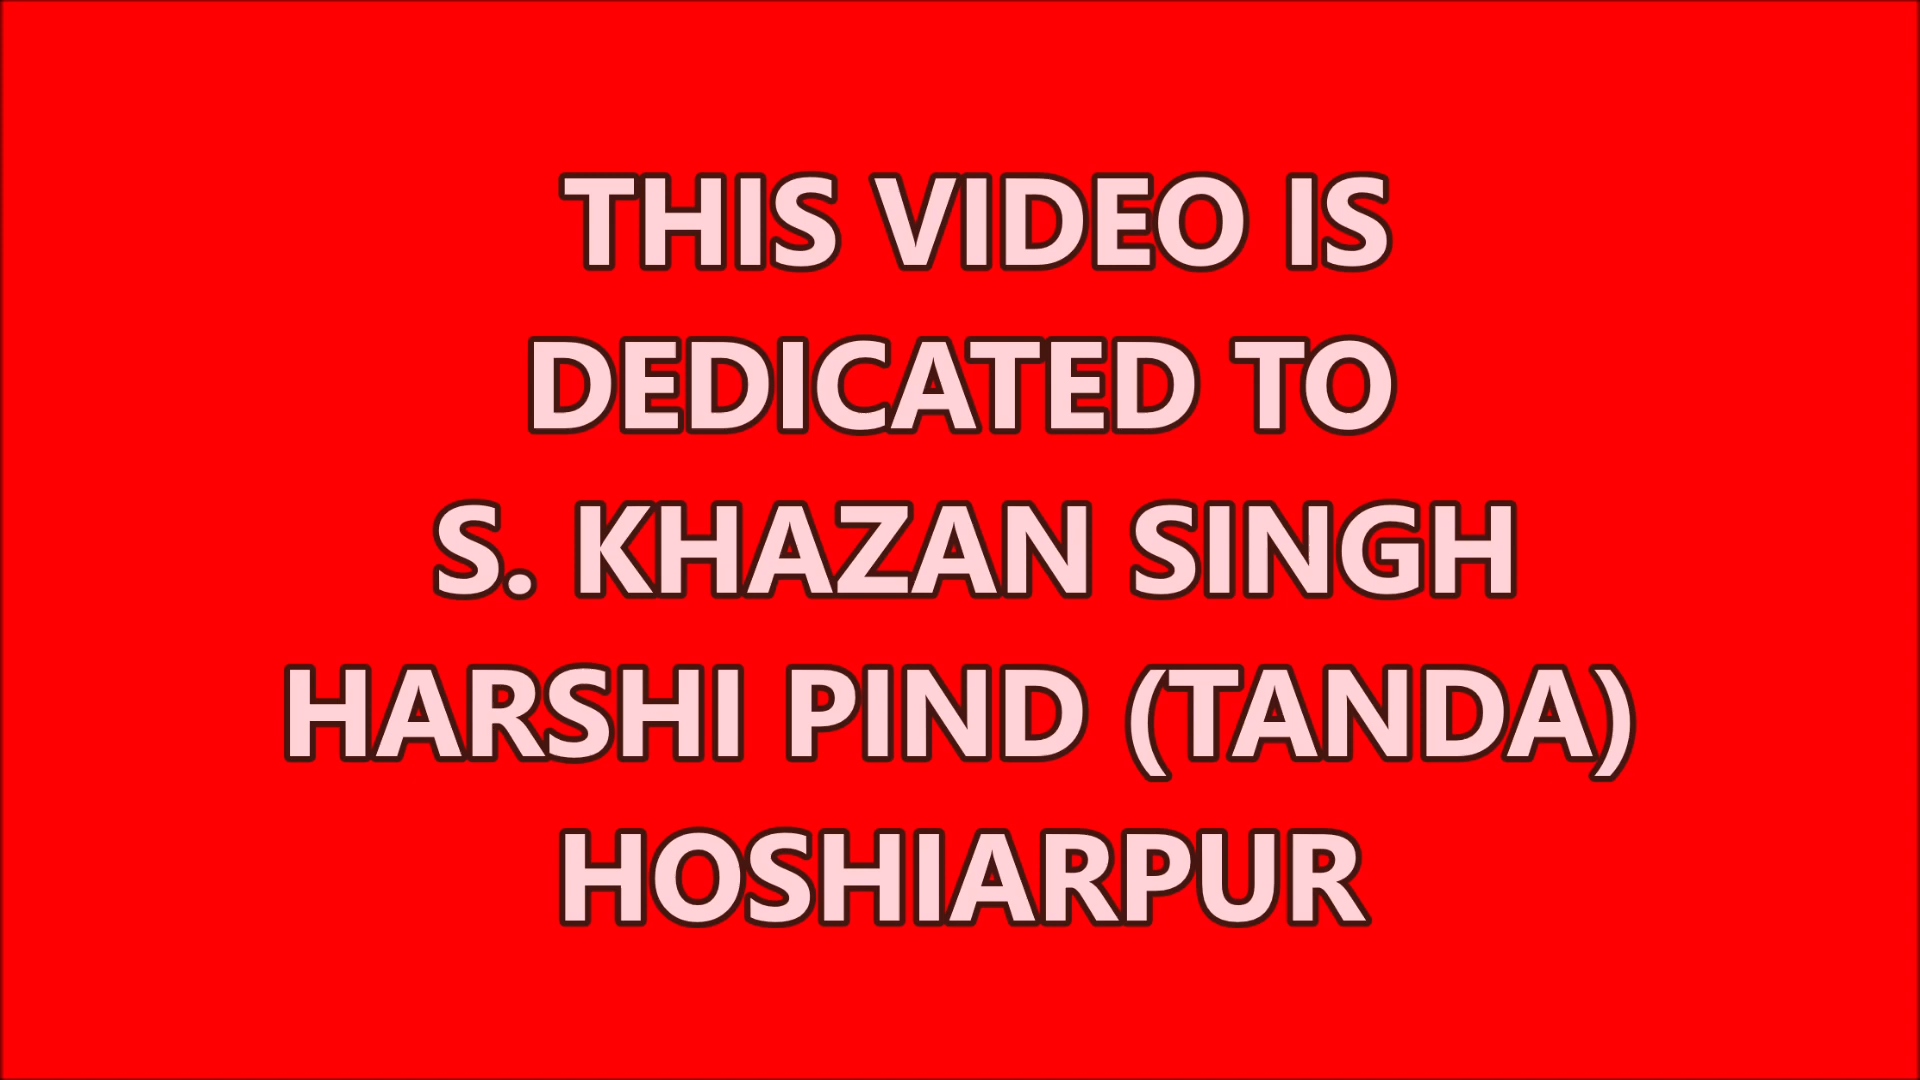 THIS VIDEO IS
DEDICATED TO
S. KHAZAN SINGH
HARSHI PIND (TANDA)
HOSHIARPUR